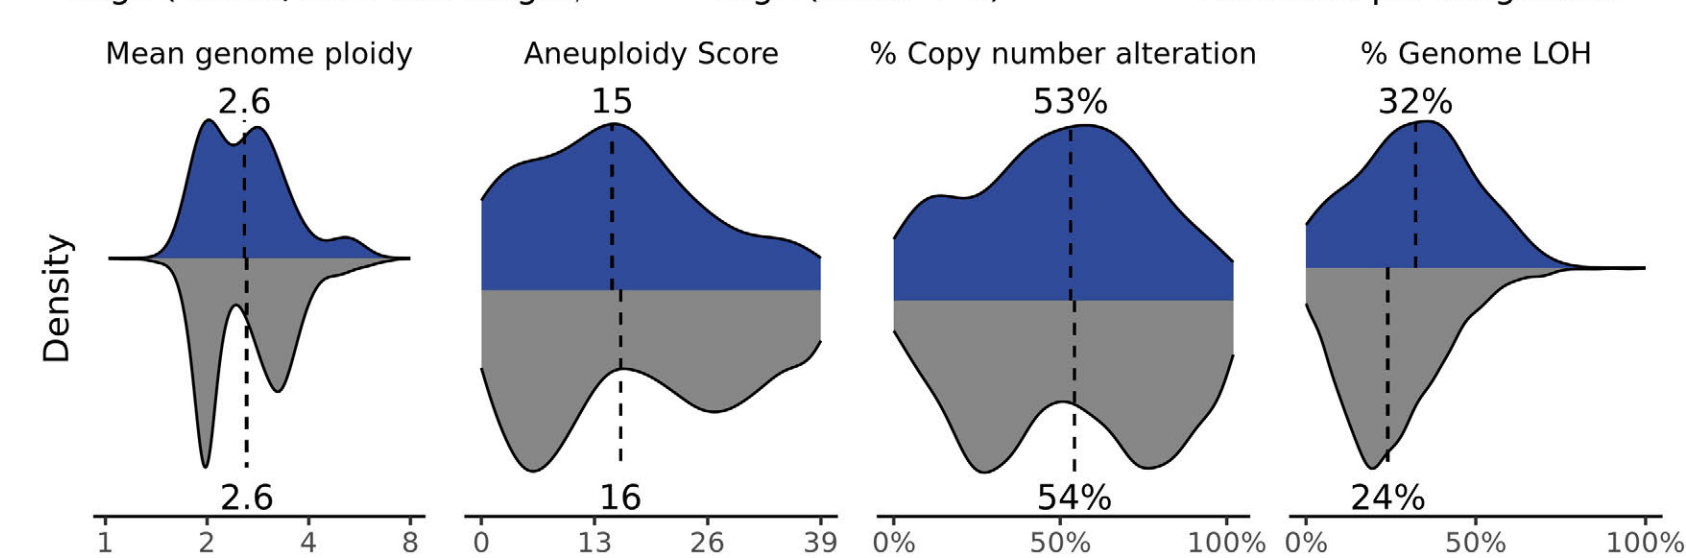 Mean genome ploidy Aneuploidy Score % Copy number alteration % Genome LOH
2.6 15 53% 32%
Density
2.6 16 54% 24%
1 2 4 8 0 13 26 39 0% 50% 100% 0% 50% 100%